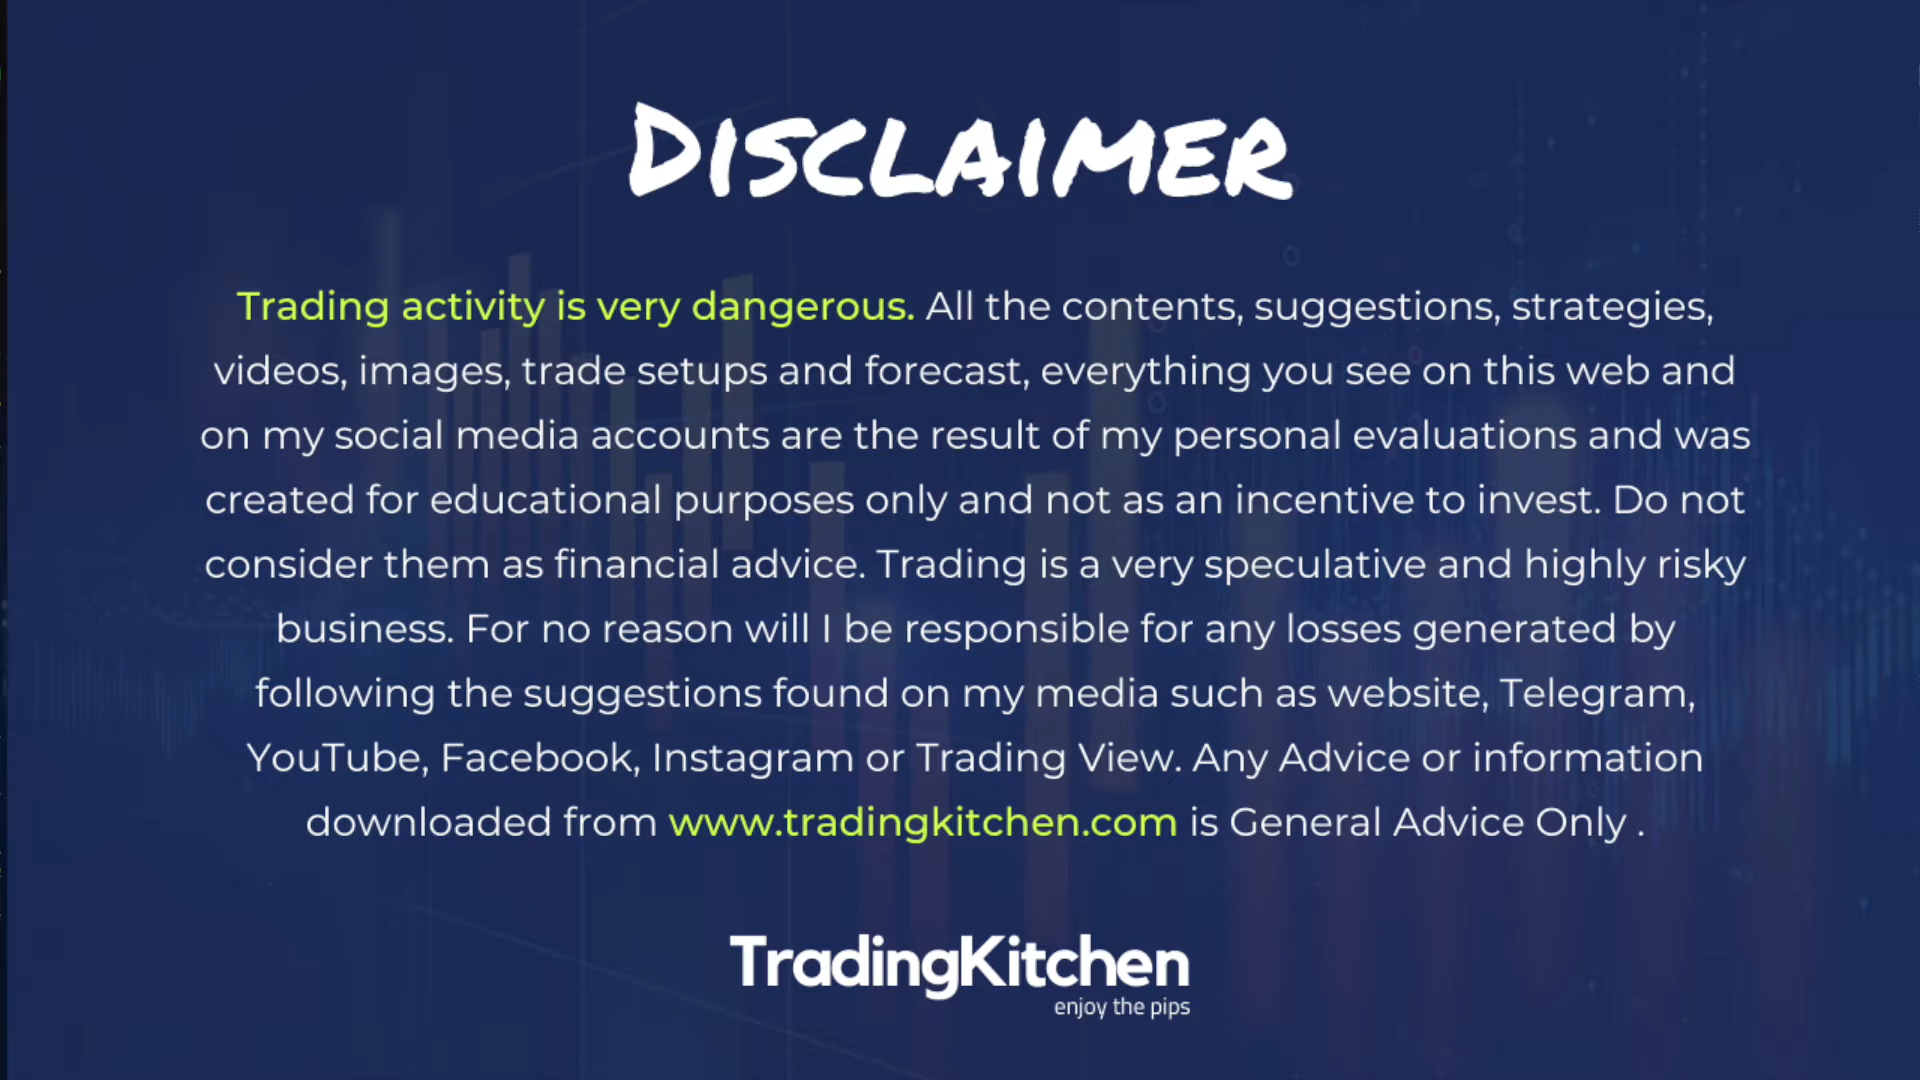 DISCLAIMER
Trading activity is very dangerous. All the contents, suggestions, strategies,
videos, images, trade setups and forecast, everything you see on this web and
on my social media accounts are the result of my personal evaluations and was
created for educational purposes only and not as an incentive to invest. Do not
consider them as financial advice. Trading is a very speculative and highly risky
business. For no reason will I be responsible for any losses generated by
following the suggestions found on my media such as website, Telegram,
YouTube, Facebook, Instagram or Trading View. Any Advice or information
downloaded from www.tradingkitchen.com is General Advice Only .
TradingKitchen
enjoy the pips